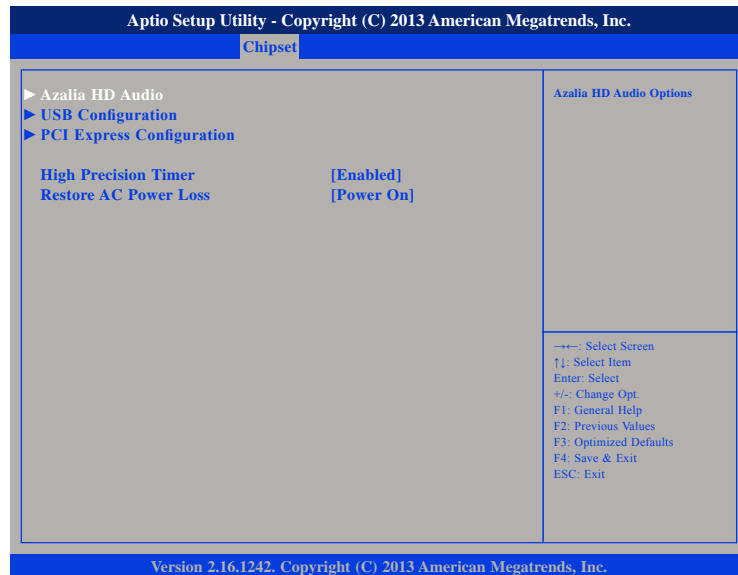 Aptio Setup Utility - Copyright (C) 2013 American Megatrends, Inc.
Chipset
► Azalia HD Audio
► USB Configuration
► PCI Express Configuration
High Precision Timer [Enabled]
Restore AC Power Loss [Power On]
Azalia HD Audio Options
→←: Select Screen
↑↓: Select Item
Enter: Select
+/-: Change Opt.
F1: General Help
F2: Previous Values
F3: Optimized Defaults
F4: Save & Exit
ESC: Exit
Version 2.16.1242. Copyright (C) 2013 American Megatrends, Inc.